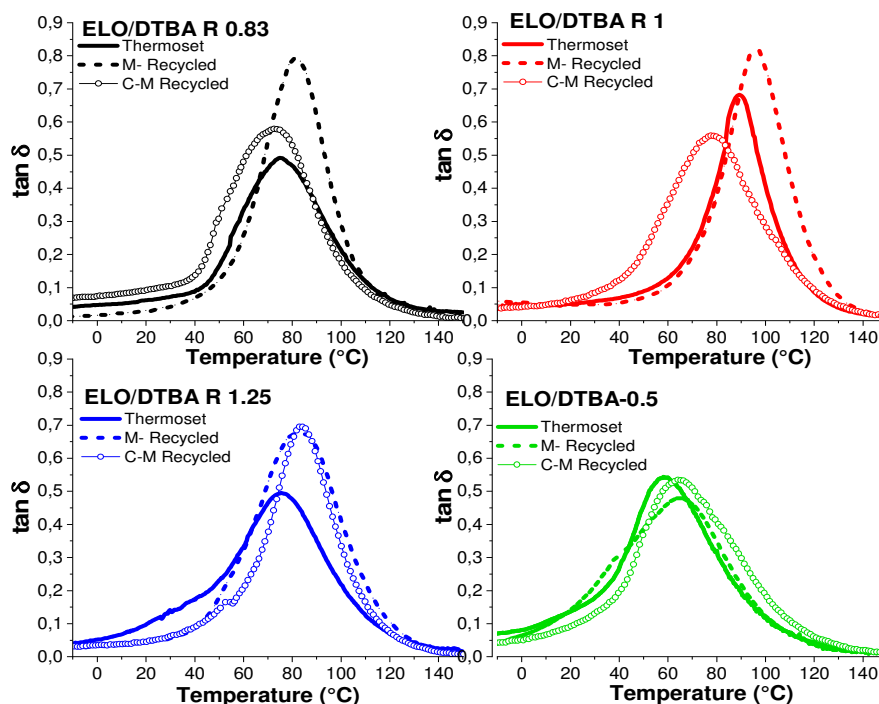 ELO/DTBA R 0.83
Thermoset
M- Recycled
C-M Recycled
tan δ
0,9
0,8
0,7
0,6
0,5
0,4
0,3
0,2
0,1
0,0
0 20 40 60 80 100 120 140
Temperature (°C)
ELO/DTBA R 1
Thermoset
M- Recycled
C-M Recycled
tan δ
0,9
0,8
0,7
0,6
0,5
0,4
0,3
0,2
0,1
0,0
0 20 40 60 80 100 120 140
Temperature (°C)
ELO/DTBA R 1.25
Thermoset
M- Recycled
C-M Recycled
tan δ
0,9
0,8
0,7
0,6
0,5
0,4
0,3
0,2
0,1
0,0
0 20 40 60 80 100 120 140
Temperature (°C)
ELO/DTBA-0.5
Thermoset
M- Recycled
C-M Recycled
tan δ
0,9
0,8
0,7
0,6
0,5
0,4
0,3
0,2
0,1
0,0
0 20 40 60 80 100 120 140
Temperature (°C)